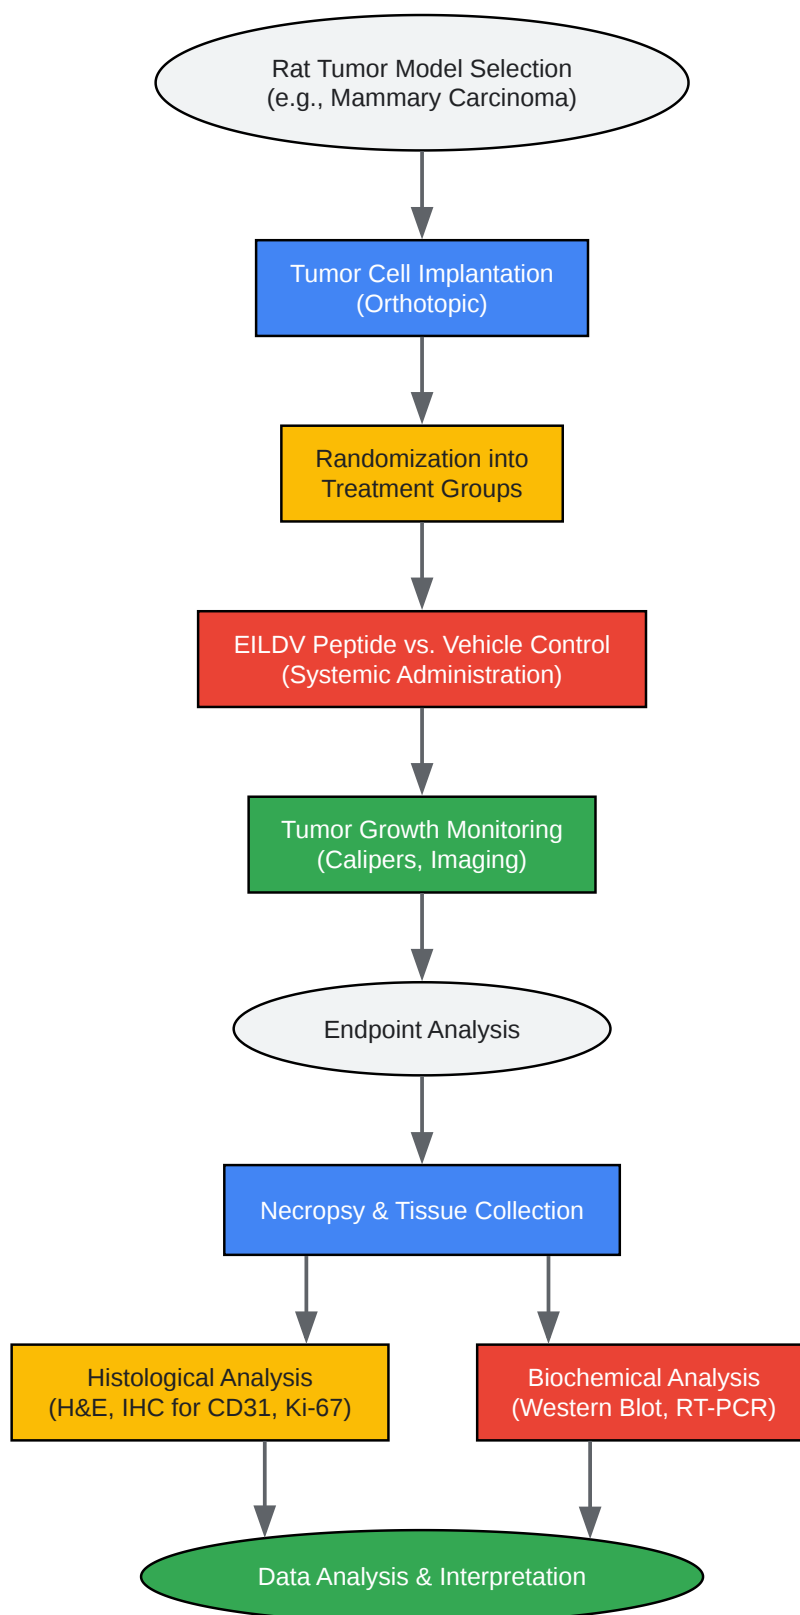 Rat Tumor Model Selection
(e.g., Mammary Carcinoma)
Tumor Cell Implantation
(Orthotopic)
Randomization into
Treatment Groups
EILDV Peptide vs. Vehicle Control
(Systemic Administration)
Tumor Growth Monitoring
(Calipers, Imaging)
Endpoint Analysis
Necropsy & Tissue Collection
Histological Analysis
(H&E, IHC for CD31, Ki-67)
Biochemical Analysis
(Western Blot, RT-PCR)
Data Analysis & Interpretation